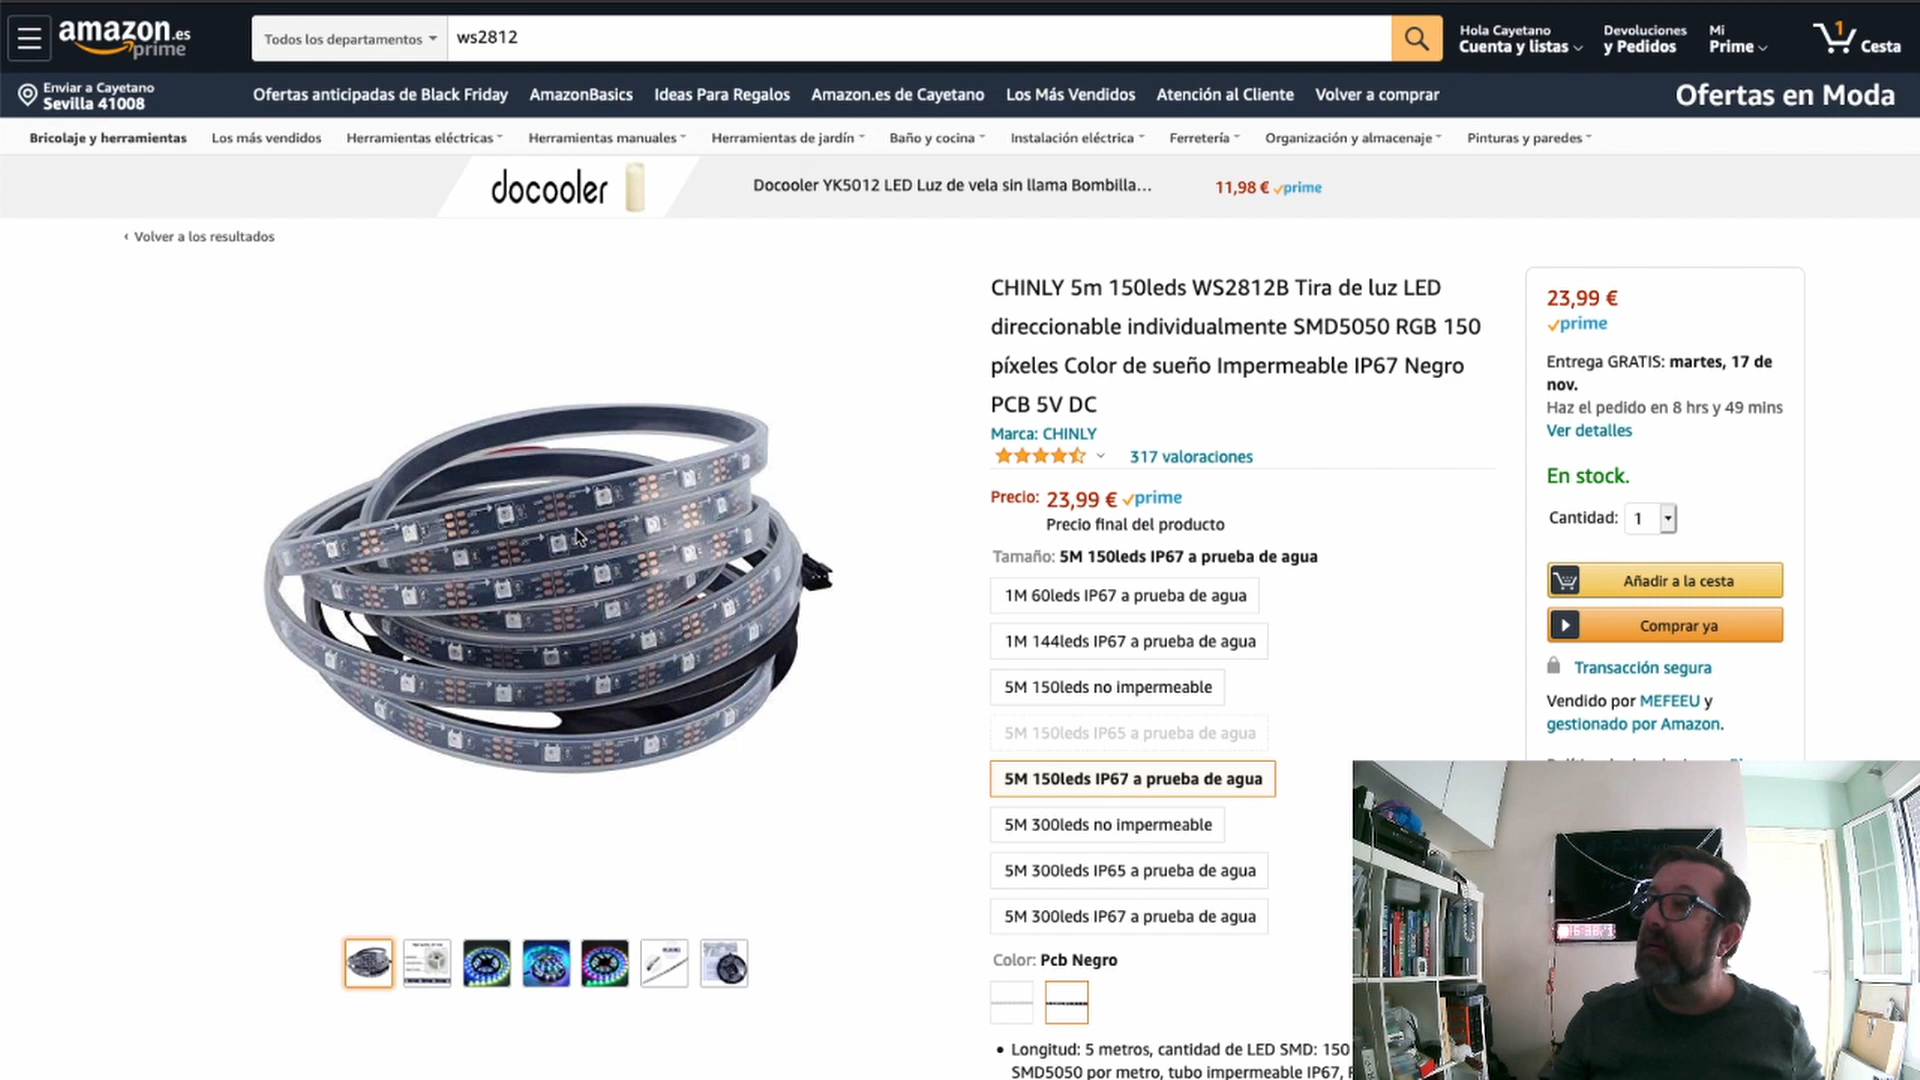 amazon.es
prime
Todos los departamentos
ws2812
Hola Cayetano
Cuenta y listas
Devoluciones
y Pedidos
Mi
Prime
1
Cesta
Enviar a Cayetano
Sevilla 41008
Ofertas anticipadas de Black Friday
AmazonBasics
Ideas Para Regalos
Amazon.es de Cayetano
Los Más Vendidos
Atención al Cliente
Volver a comprar
Ofertas en Moda
Bricolaje y herramientas
Los más vendidos
Herramientas eléctricas
Herramientas manuales
Herramientas de jardín
Baño y cocina
Instalación eléctrica
Ferretería
Organización y almacenaje
Pinturas y paredes
docooler
Docooler YK5012 LED Luz de vela sin llama Bombilla…
11,98 € prime
‹ Volver a los resultados
CHINLY 5m 150leds WS2812B Tira de luz LED
direccionable individualmente SMD5050 RGB 150
píxeles Color de sueño Impermeable IP67 Negro
PCB 5V DC
Marca: CHINLY
317 valoraciones
Precio: 23,99 € prime
Precio final del producto
Tamaño: 5M 150leds IP67 a prueba de agua
1M 60leds IP67 a prueba de agua
1M 144leds IP67 a prueba de agua
5M 150leds no impermeable
5M 150leds IP65 a prueba de agua
5M 150leds IP67 a prueba de agua
5M 300leds no impermeable
5M 300leds IP65 a prueba de agua
5M 300leds IP67 a prueba de agua
Color: Pcb Negro
• Longitud: 5 metros, cantidad de LED SMD: 150
SMD5050 por metro, tubo impermeable IP67,
23,99 €
prime
Entrega GRATIS: martes, 17 de
nov.
Haz el pedido en 8 hrs y 49 mins
Ver detalles
En stock.
Cantidad: 1
Añadir a la cesta
Comprar ya
Transacción segura
Vendido por MEFEEU y
gestionado por Amazon.